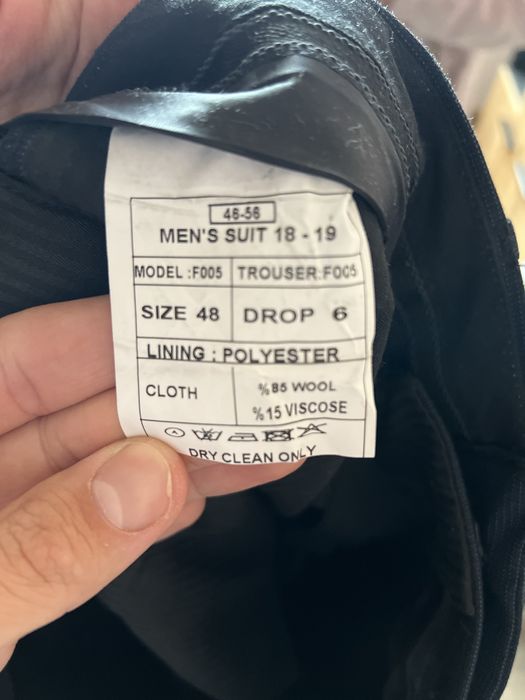 46-56
MEN'S SUIT 18 - 19
MODEL :F005 TROUSER:F005
SIZE 48 DROP 6
LINING : POLYESTER
CLOTH %85 WOOL
%15 VISCOSE
DRY CLEAN ONLY